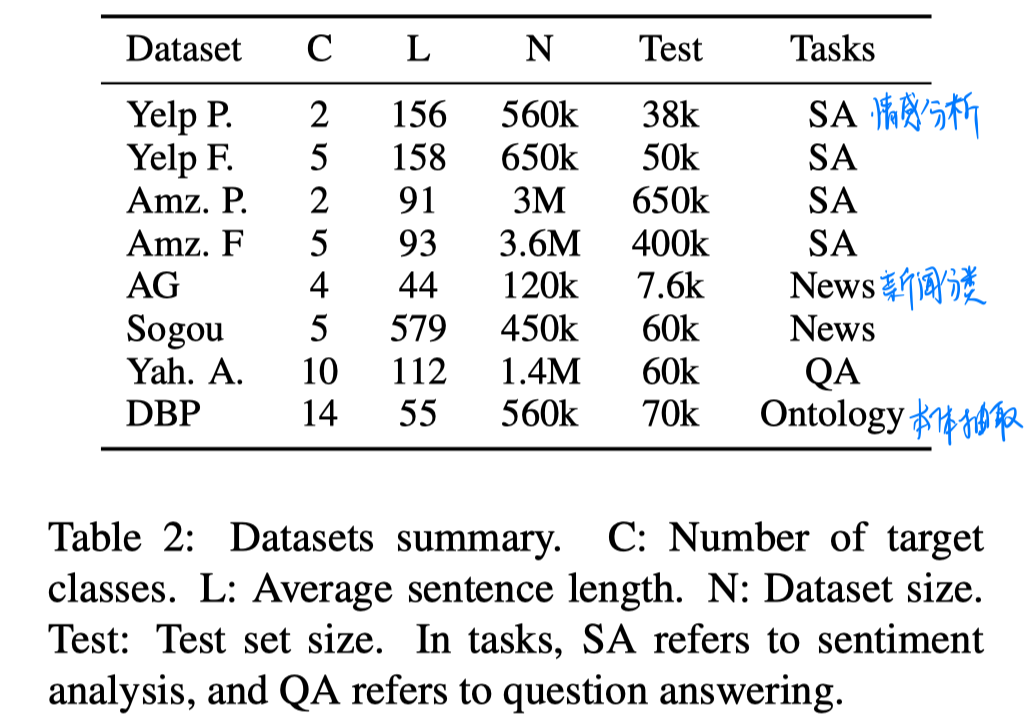 Dataset C L N Test Tasks
Yelp P. 2 156 560k 38k SA 情感分析
Yelp F. 5 158 650k 50k SA
Amz. P. 2 91 3M 650k SA
Amz. F 5 93 3.6M 400k SA
AG 4 44 120k 7.6k News 新闻分类
Sogou 5 579 450k 60k News
Yah. A. 10 112 1.4M 60k QA
DBP 14 55 560k 70k Ontology 本体抽取
Table 2: Datasets summary. C: Number of target
classes. L: Average sentence length. N: Dataset size.
Test: Test set size. In tasks, SA refers to sentiment
analysis, and QA refers to question answering.